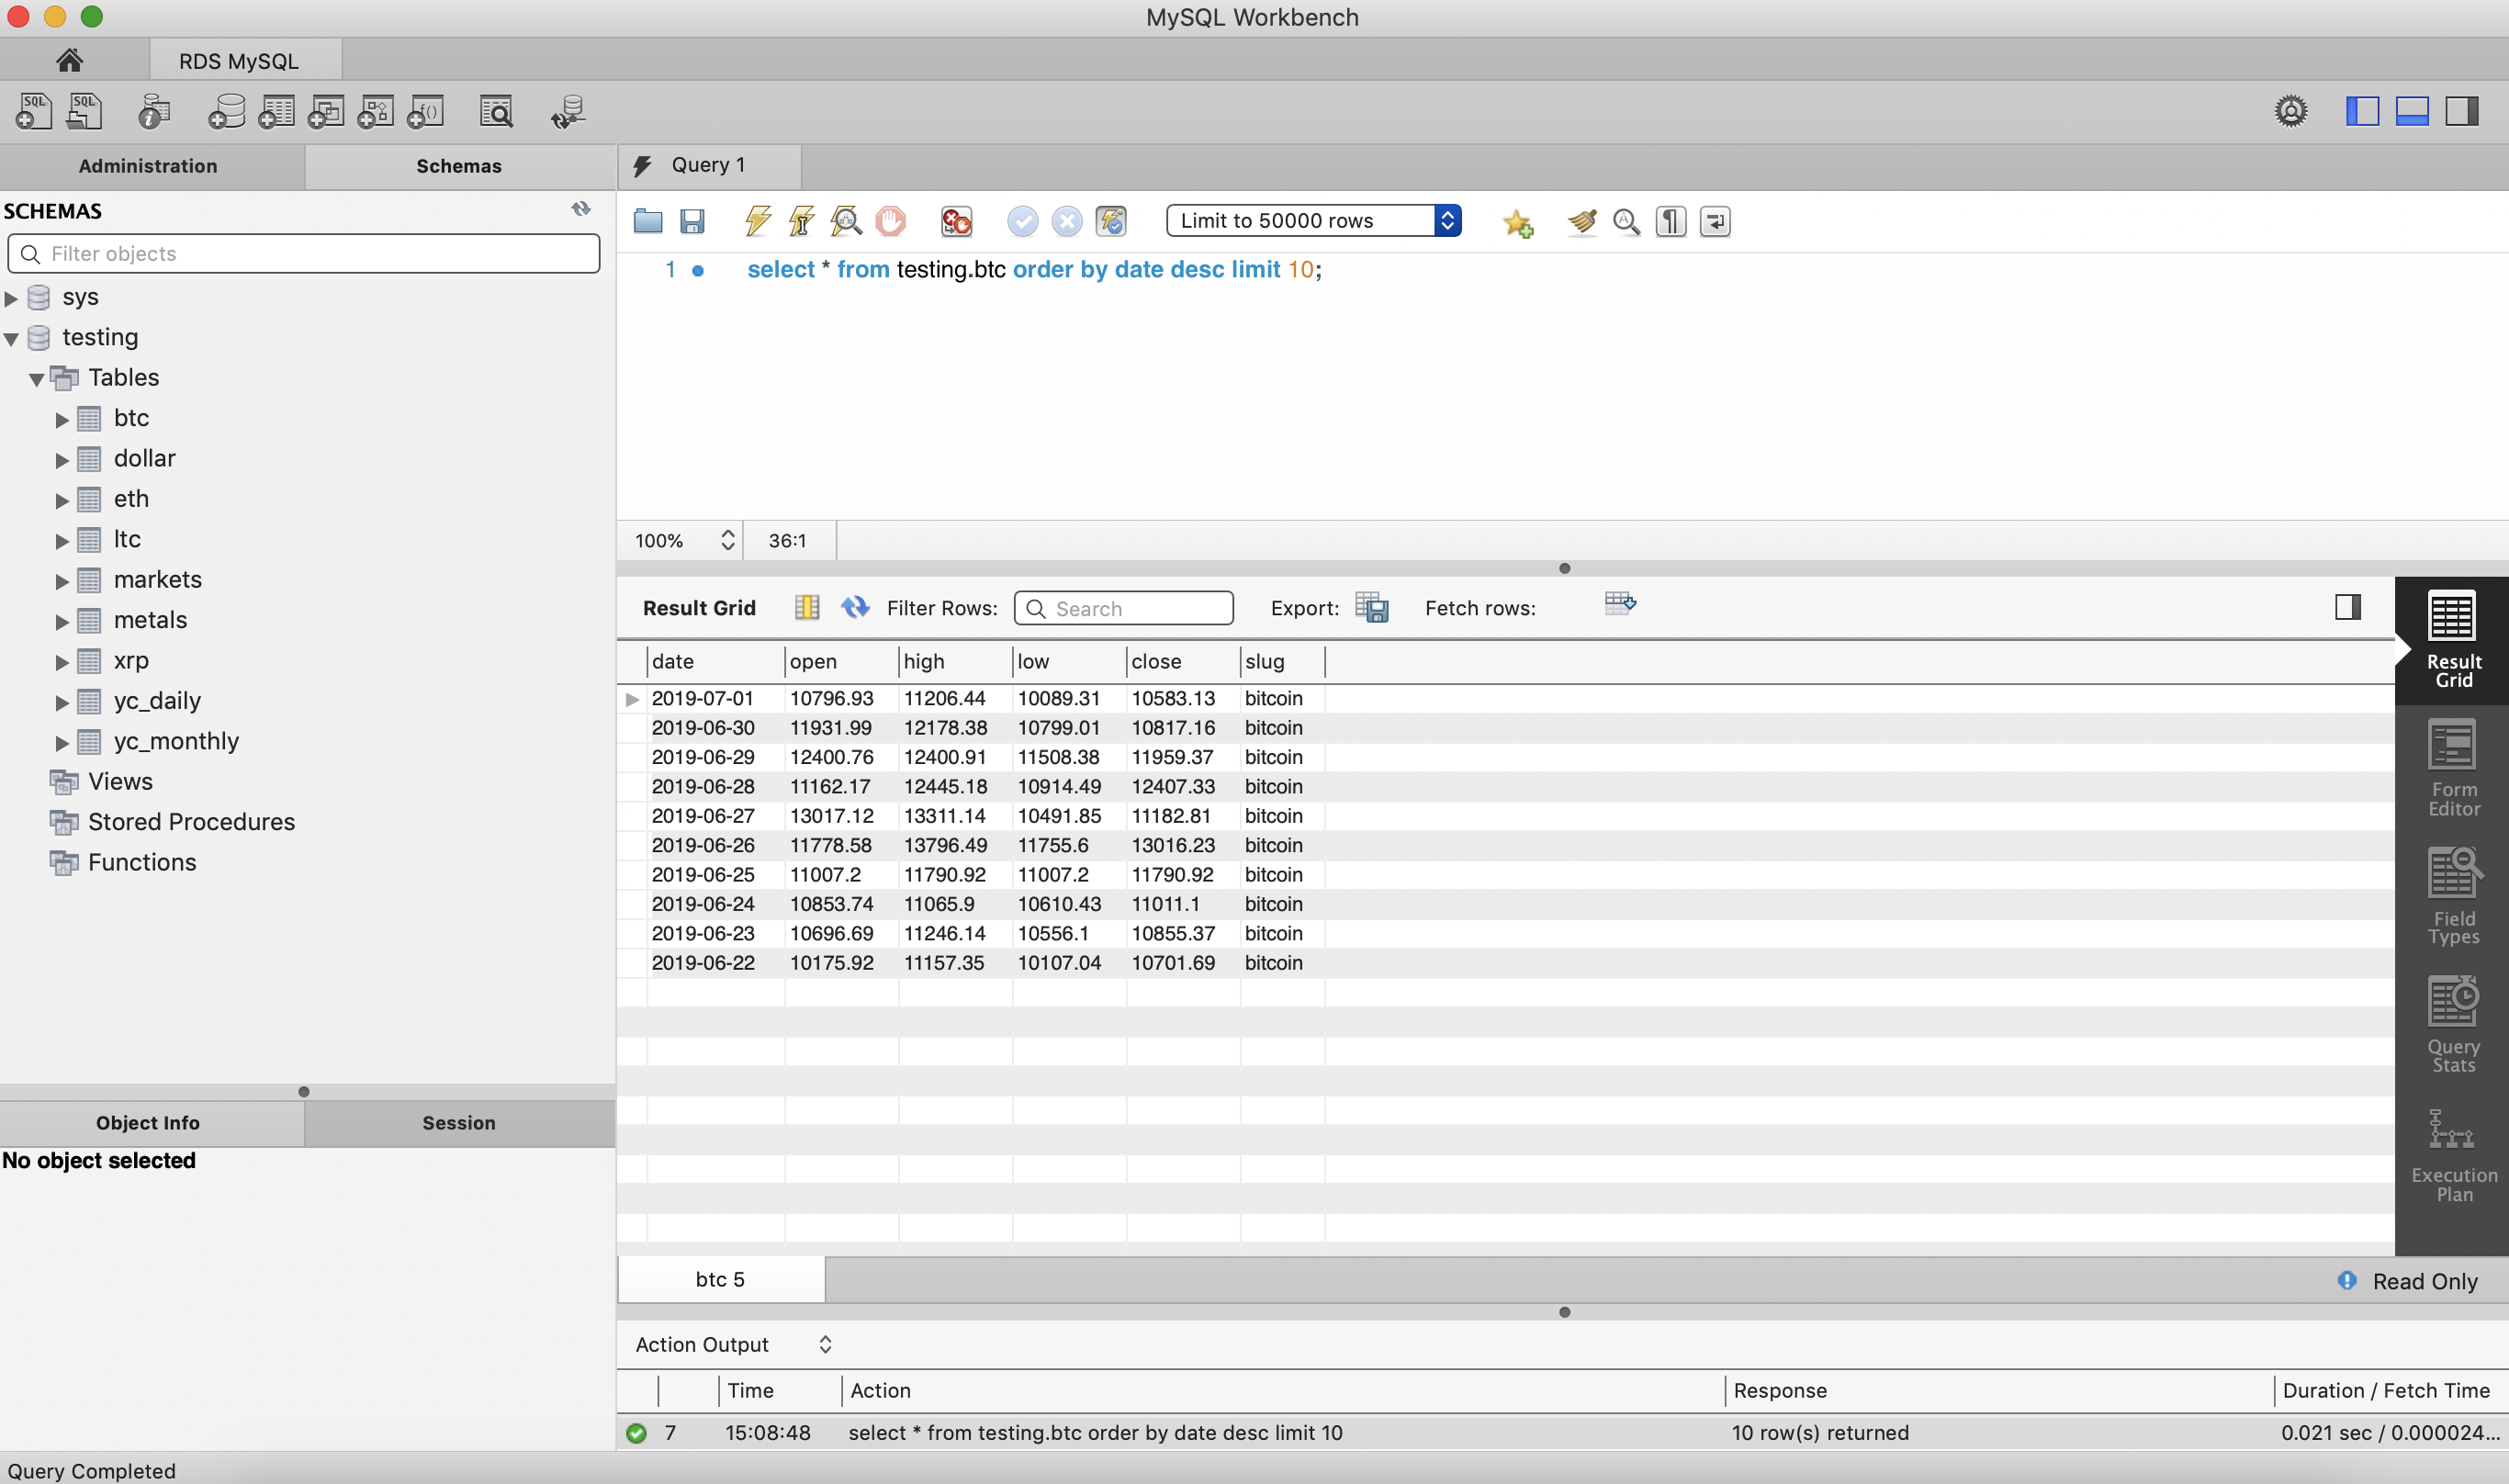 MySQL Workbench
RDS MySQL
Administration
Schemas
Query 1
SCHEMAS
Filter objects
Limit to 50000 rows
1 select * from testing.btc order by date desc limit 10;
sys
testing
Tables
btc
dollar
eth
ltc
markets
metals
xrp
yc_daily
yc_monthly
Views
Stored Procedures
Functions
100% 36:1
Result Grid Filter Rows: Search Export: Fetch rows:
date open high low close slug
2019-07-01 10796.93 11206.44 10089.31 10583.13 bitcoin
2019-06-30 11931.99 12178.38 10799.01 10817.16 bitcoin
2019-06-29 12400.76 12400.91 11508.38 11959.37 bitcoin
2019-06-28 11162.17 12445.18 10914.49 12407.33 bitcoin
2019-06-27 13017.12 13311.14 10491.85 11182.81 bitcoin
2019-06-26 11778.58 13796.49 11755.6 13016.23 bitcoin
2019-06-25 11007.2 11790.92 11007.2 11790.92 bitcoin
2019-06-24 10853.74 11065.9 10610.43 11011.1 bitcoin
2019-06-23 10696.69 11246.14 10556.1 10855.37 bitcoin
2019-06-22 10175.92 11157.35 10107.04 10701.69 bitcoin
Result
Grid
Form
Editor
Field
Types
Query
Stats
Execution
Plan
Object Info
Session
No object selected
btc 5
Read Only
Action Output
Time Action Response Duration / Fetch Time
7 15:08:48 select * from testing.btc order by date desc limit 10 10 row(s) returned 0.021 sec / 0.000024...
Query Completed